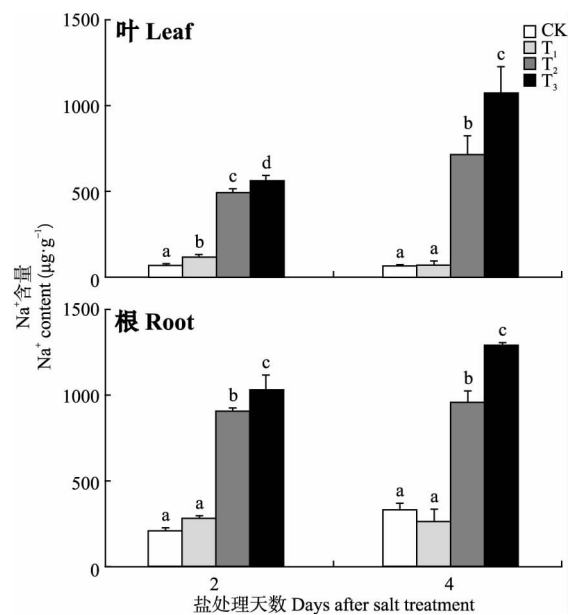 叶 Leaf
CK
T1
T2
T3
1500
1000
500
0
a
b
c
d
a
a
b
c
Na⁺含量
Na⁺ content (μg·g⁻¹)
根 Root
1500
1000
500
0
a
a
b
c
a
a
b
c
2
4
盐处理天数 Days after salt treatment